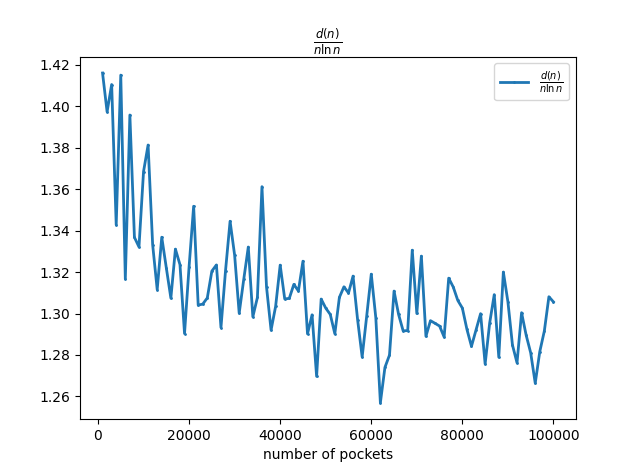 d(n)
n ln n
d(n)
n ln n
1.42
1.40
1.38
1.36
1.34
1.32
1.30
1.28
1.26
0 20000 40000 60000 80000 100000
number of pockets